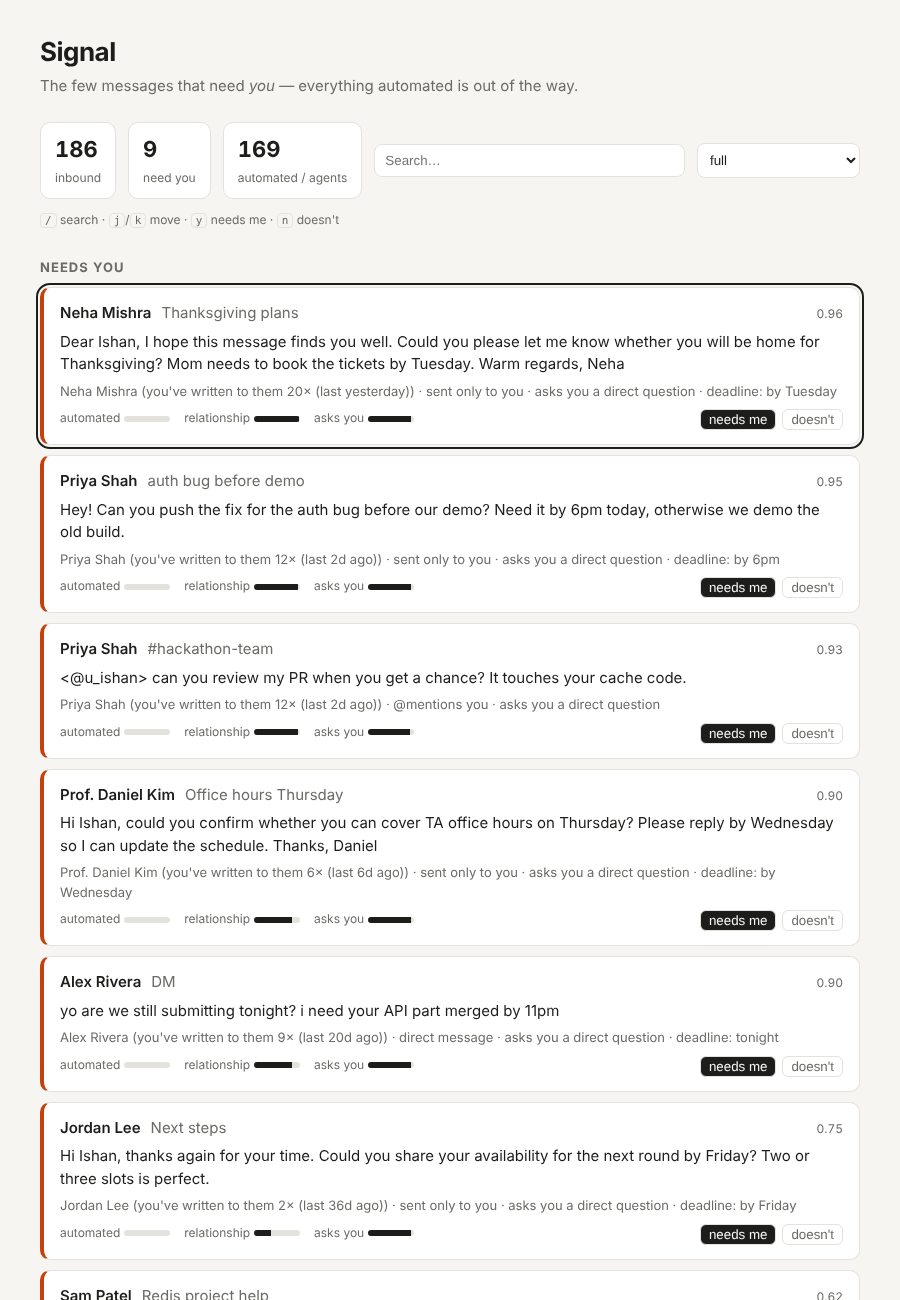 Signal
The few messages that need you — everything automated is out of the way.
186
inbound
9
need you
169
automated / agents
Search…
full
/ search · j/k move · y needs me · n doesn't
NEEDS YOU
Neha Mishra Thanksgiving plans 0.96
Dear Ishan, I hope this message finds you well. Could you please let me know whether you will be home for
Thanksgiving? Mom needs to book the tickets by Tuesday. Warm regards, Neha
Neha Mishra (you've written to them 20× (last yesterday)) · sent only to you · asks you a direct question · deadline: by Tuesday
automated relationship asks you needs me doesn't
Priya Shah auth bug before demo 0.95
Hey! Can you push the fix for the auth bug before our demo? Need it by 6pm today, otherwise we demo the
old build.
Priya Shah (you've written to them 12× (last 2d ago)) · sent only to you · asks you a direct question · deadline: by 6pm
automated relationship asks you needs me doesn't
Priya Shah #hackathon-team 0.93
<@u_ishan> can you review my PR when you get a chance? It touches your cache code.
Priya Shah (you've written to them 12× (last 2d ago)) · @mentions you · asks you a direct question
automated relationship asks you needs me doesn't
Prof. Daniel Kim Office hours Thursday 0.90
Hi Ishan, could you confirm whether you can cover TA office hours on Thursday? Please reply by Wednesday
so I can update the schedule. Thanks, Daniel
Prof. Daniel Kim (you've written to them 6× (last 6d ago)) · sent only to you · asks you a direct question · deadline: by
Wednesday
automated relationship asks you needs me doesn't
Alex Rivera DM 0.90
yo are we still submitting tonight? i need your API part merged by 11pm
Alex Rivera (you've written to them 9× (last 20d ago)) · direct message · asks you a direct question · deadline: tonight
automated relationship asks you needs me doesn't
Jordan Lee Next steps 0.75
Hi Ishan, thanks again for your time. Could you share your availability for the next round by Friday? Two or
three slots is perfect.
Jordan Lee (you've written to them 2× (last 36d ago)) · sent only to you · asks you a direct question · deadline: by Friday
automated relationship asks you needs me doesn't
Sam Patel Redis project help 0.62